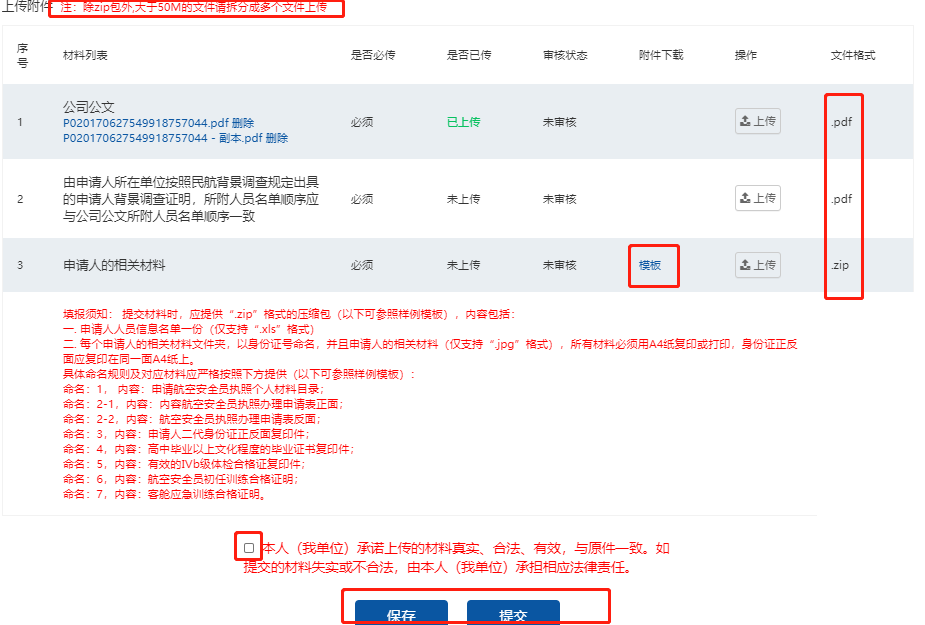 上传附件 注：除zip包外,大于50M的文件请拆分成多个文件上传
序号 材料列表 是否必传 是否已传 审核状态 附件下载 操作 文件格式
公司公文
P020170627549918757044.pdf 删除
1 必须 已上传 未审核 上传 .pdf
P020170627549918757044 - 副本.pdf 删除
由申请人所在单位按照民航背景调查规定出具
2 的申请人背景调查证明，所附人员名单顺序应 必须 未上传 未审核 上传 .pdf
与公司公文所附人员名单顺序一致
3 申请人的相关材料 必须 未上传 未审核 模板 上传 .zip
填报须知： 提交材料时，应提供“.zip”格式的压缩包（以下可参照样例模板），内容包括：
一. 申请人人员信息名单一份（仅支持“.xls”格式）
二. 每个申请人的相关材料文件夹，以身份证号命名，并且申请人的相关材料（仅支持“.jpg”格式），所有材料必须用A4纸复印或打印，身份证正反
面应复印在同一面A4纸上。
具体命名规则及对应材料应严格按照下方提供（以下可参照样例模板）：
命名：1， 内容：申请航空安全员执照个人材料目录；
命名：2-1，内容：内容航空安全员执照办理申请表正面；
命名：2-2，内容：航空安全员执照办理申请表反面；
命名：3，内容：申请人二代身份证正反面复印件；
命名：4，内容：高中毕业以上文化程度的毕业证书复印件；
命名：5，内容：有效的IVb级体检合格证复印件；
命名：6，内容：航空安全员初任训练合格证明；
命名：7，内容：客舱应急训练合格证明。
本人（我单位）承诺上传的材料真实、合法、有效，与原件一致。如
提交的材料失实或不合法，由本人（我单位）承担相应法律责任。
保存 提交